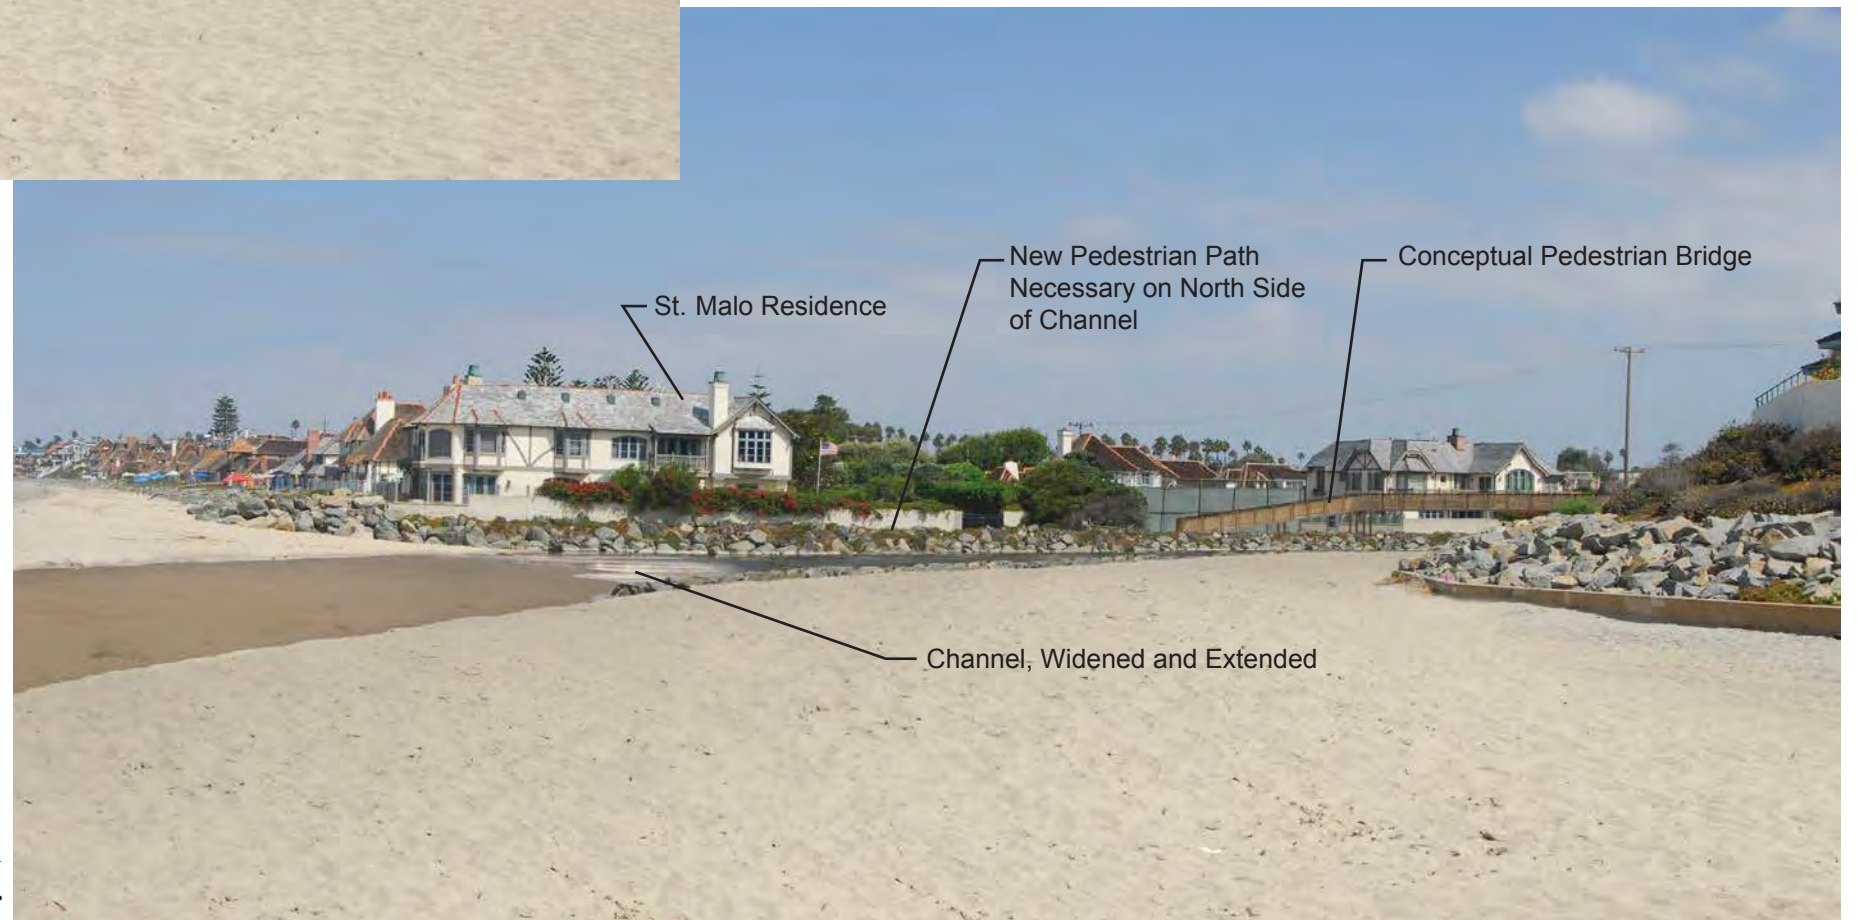 New Pedestrian Path
Necessary on North Side
of Channel
Conceptual Pedestrian Bridge
St. Malo Residence
Channel, Widened and Extended